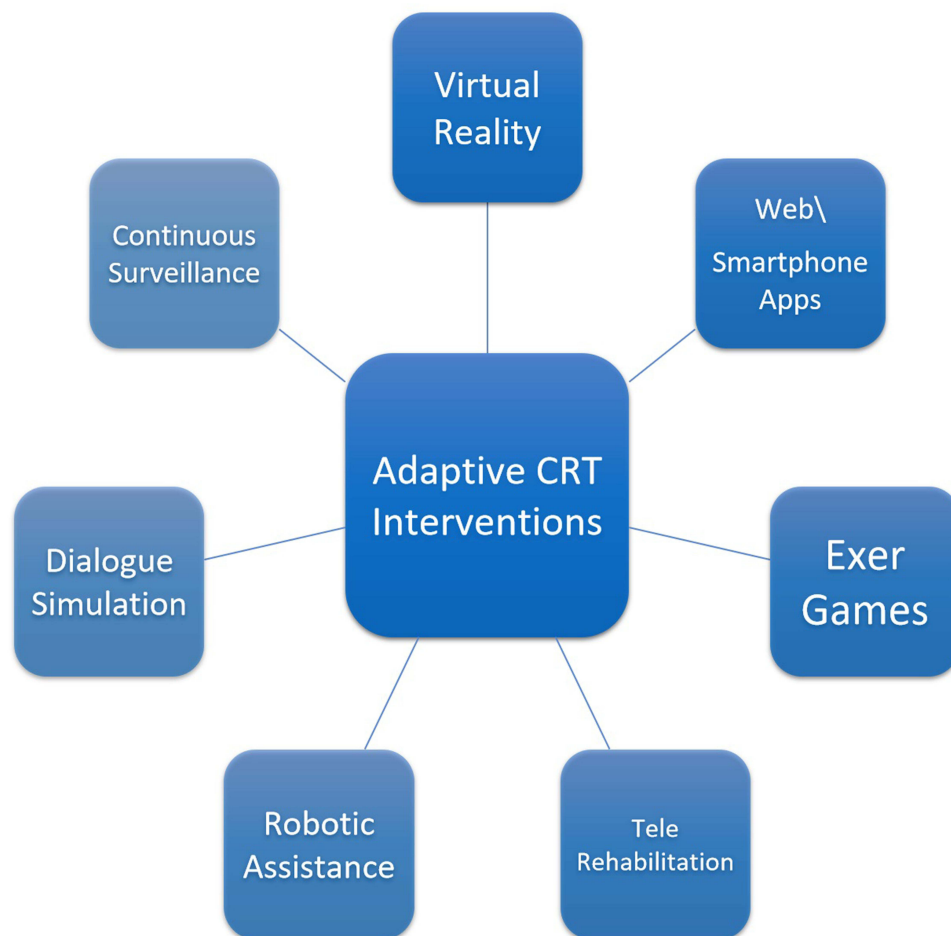 Virtual
Reality
Web\
Smartphone
Apps
Exer
Games
Tele
Rehabilitation
Robotic
Assistance
Dialogue
Simulation
Continuous
Surveillance
Adaptive CRT
Interventions